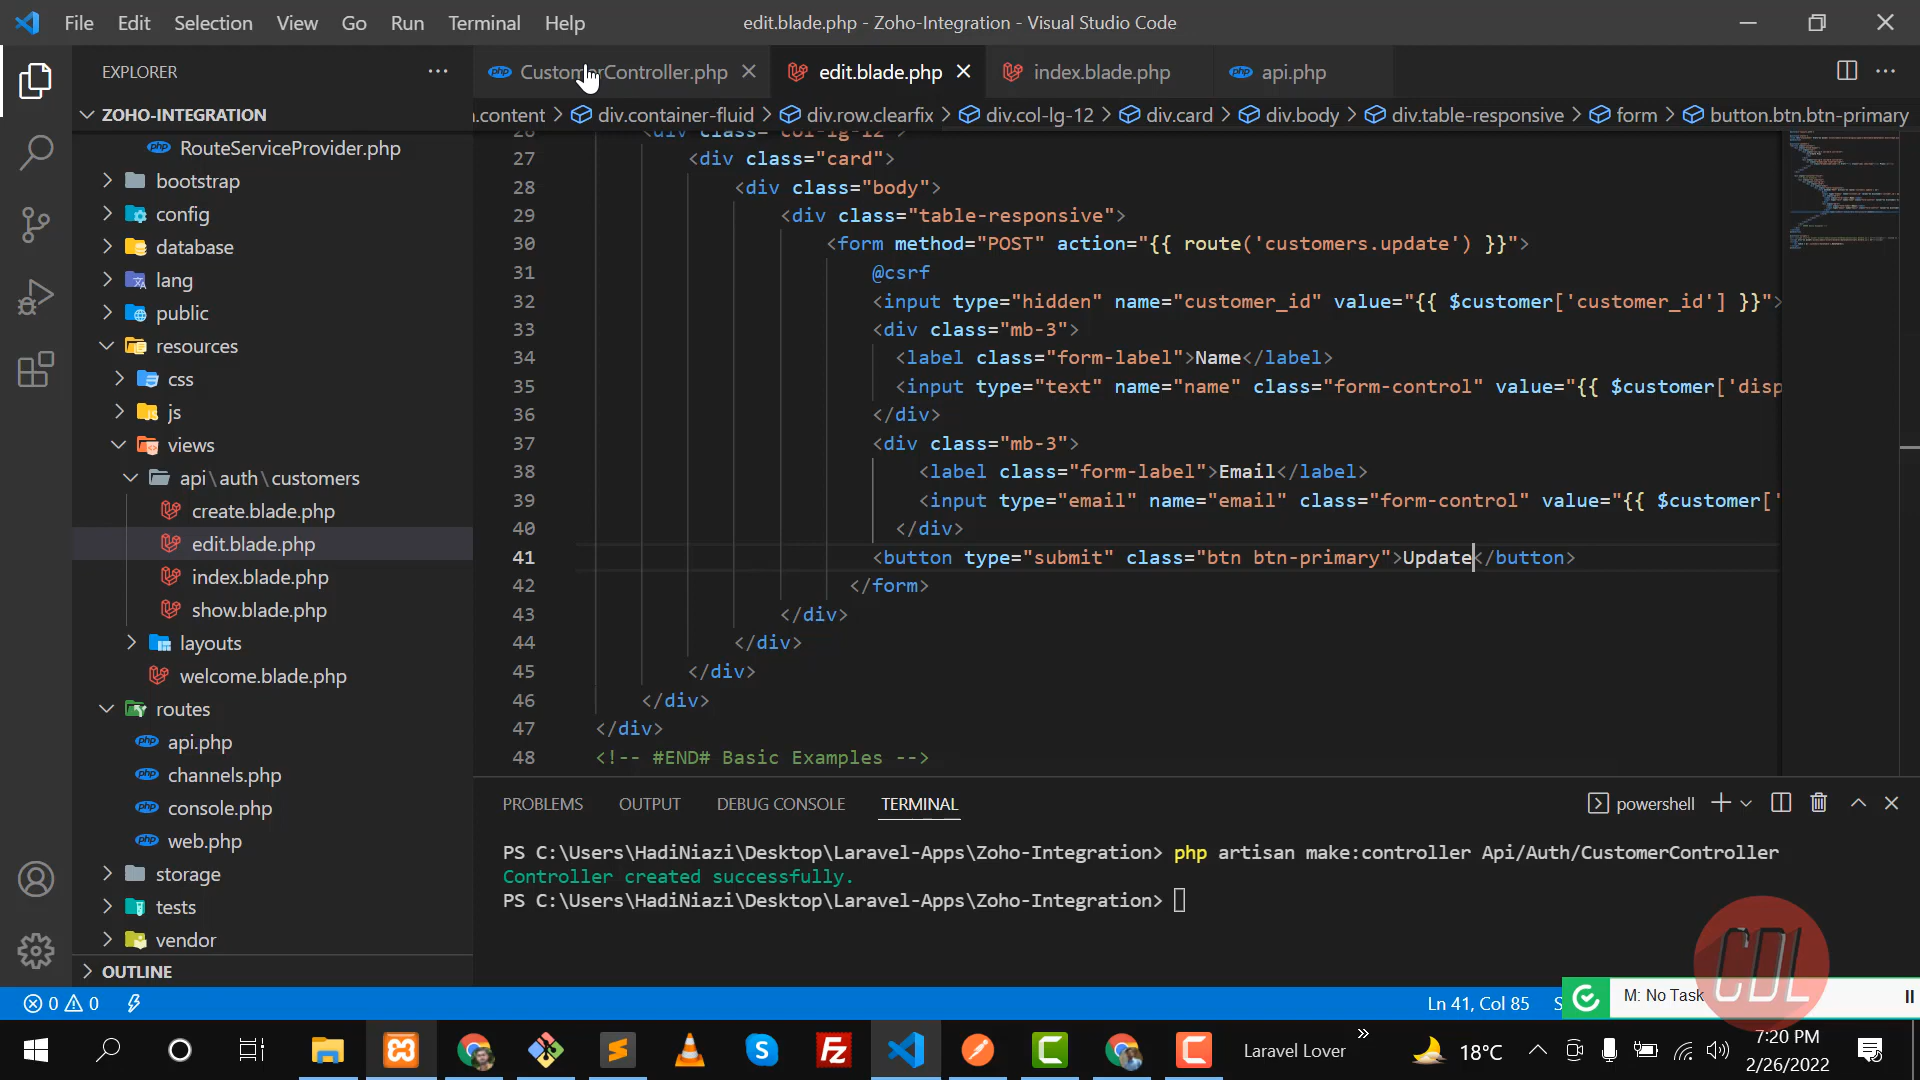 File Edit Selection View Go Run Terminal Help
edit.blade.php - Zoho-Integration - Visual Studio Code
EXPLORER
CustomerController.php
edit.blade.php
index.blade.php
api.php
ZOHO-INTEGRATION
.content > div.container-fluid > div.row.clearfix > div.col-lg-12 > div.card > div.body > div.table-responsive > form > button.btn.btn-primary
RouteServiceProvider.php
bootstrap
config
database
lang
public
resources
css
js
views
api\auth\customers
create.blade.php
edit.blade.php
index.blade.php
show.blade.php
layouts
welcome.blade.php
routes
api.php
channels.php
console.php
web.php
storage
tests
vendor
OUTLINE
26 <div class="col-lg-12">
27 <div class="card">
28 <div class="body">
29 <div class="table-responsive">
30 <form method="POST" action="{{ route('customers.update') }}">
31 @csrf
32 <input type="hidden" name="customer_id" value="{{ $customer['customer_id'] }}">
33 <div class="mb-3">
34 <label class="form-label">Name</label>
35 <input type="text" name="name" class="form-control" value="{{ $customer['disp
36 </div>
37 <div class="mb-3">
38 <label class="form-label">Email</label>
39 <input type="email" name="email" class="form-control" value="{{ $customer['
40 </div>
41 <button type="submit" class="btn btn-primary">Update</button>
42 </form>
43 </div>
44 </div>
45 </div>
46 </div>
47 </div>
48 <!-- #END# Basic Examples -->
PROBLEMS OUTPUT DEBUG CONSOLE TERMINAL
powershell
PS C:\Users\HadiNiazi\Desktop\Laravel-Apps\Zoho-Integration> php artisan make:controller Api/Auth/CustomerController
Controller created successfully.
PS C:\Users\HadiNiazi\Desktop\Laravel-Apps\Zoho-Integration>
CDL
0 0
Ln 41, Col 85
M: No Task
Laravel Lover
18°C
7:20 PM
2/26/2022